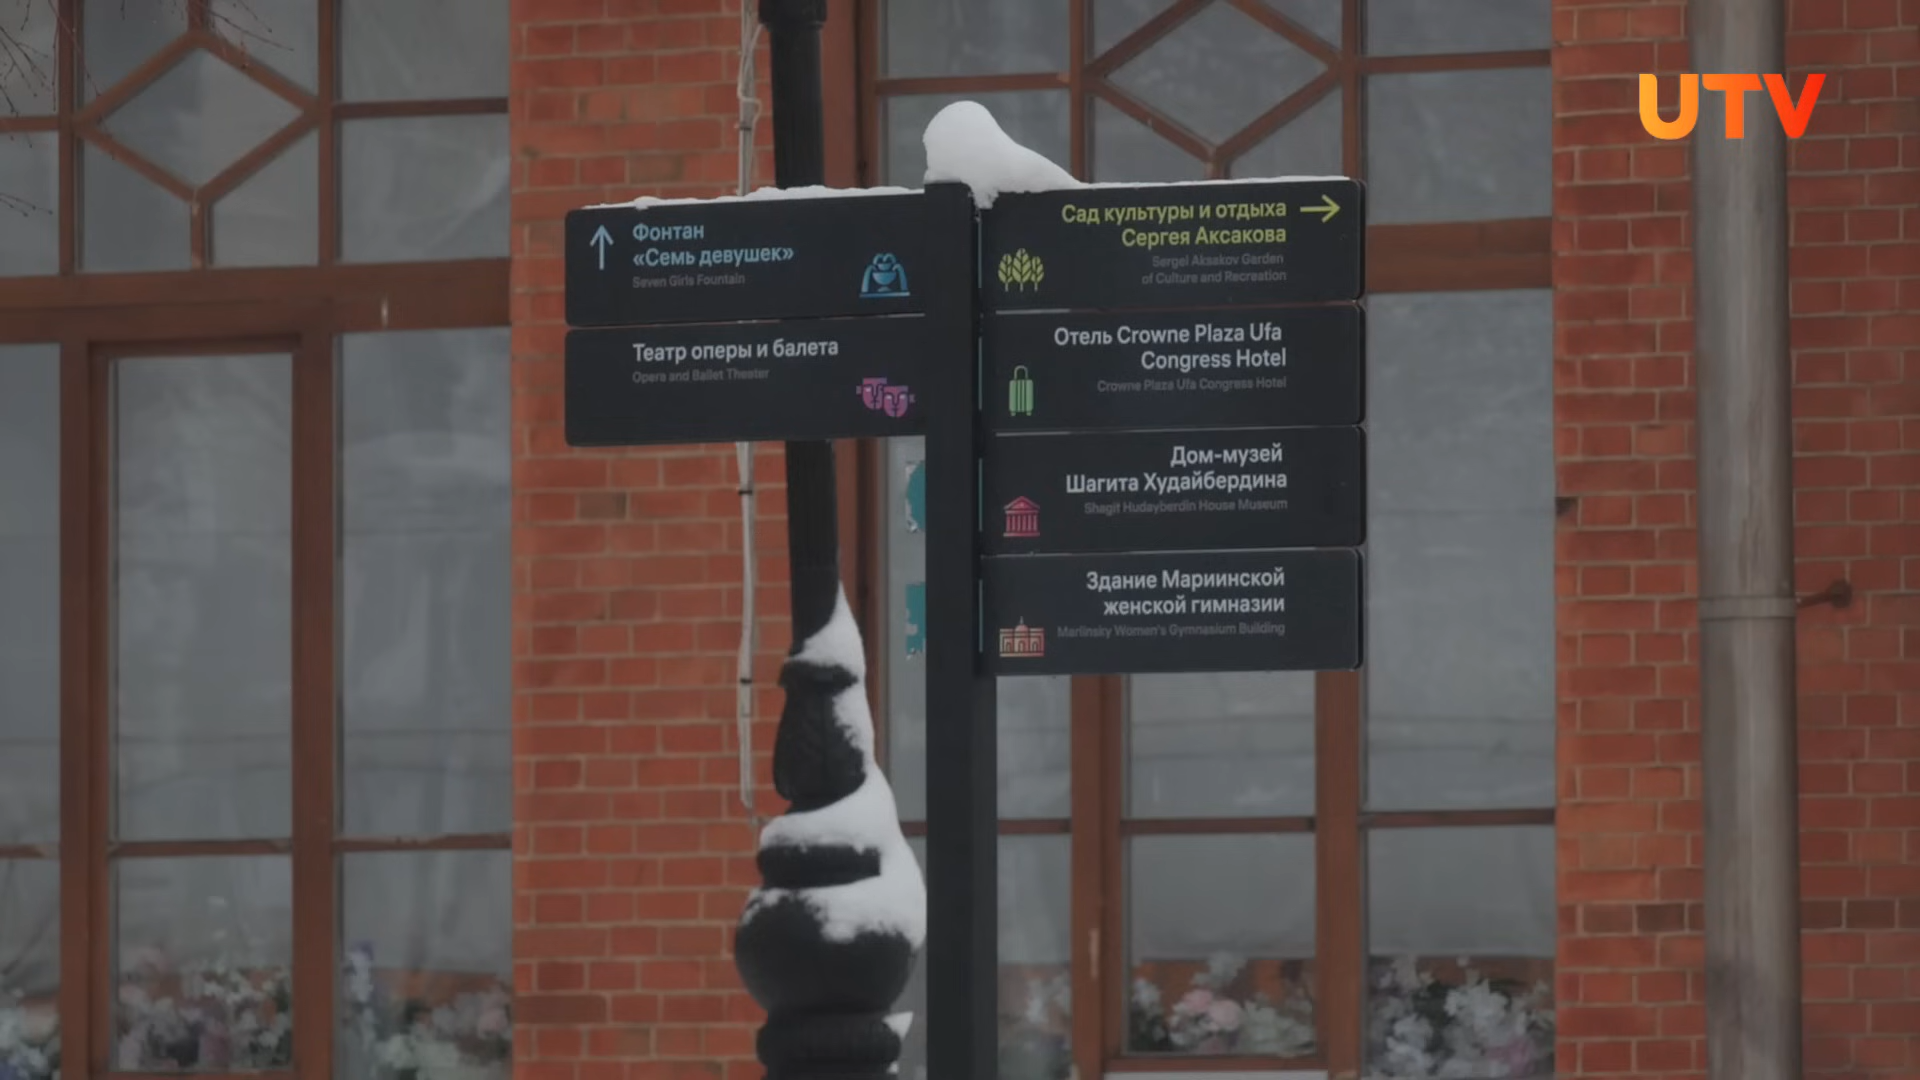 UTV
Фонтан
«Семь девушек»
Seven Girls Fountain
Театр оперы и балета
Opera and Ballet Theater
Сад культуры и отдыха
Сергея Аксакова
Sergei Aksakov Garden
of Culture and Recreation
Отель Crowne Plaza Ufa
Congress Hotel
Crowne Plaza Ufa Congress Hotel
Дом-музей
Шагита Худайбердина
Shagit Hudayberdin House Museum
Здание Мариинской
женской гимназии
Mariinsky Women's Gymnasium Building